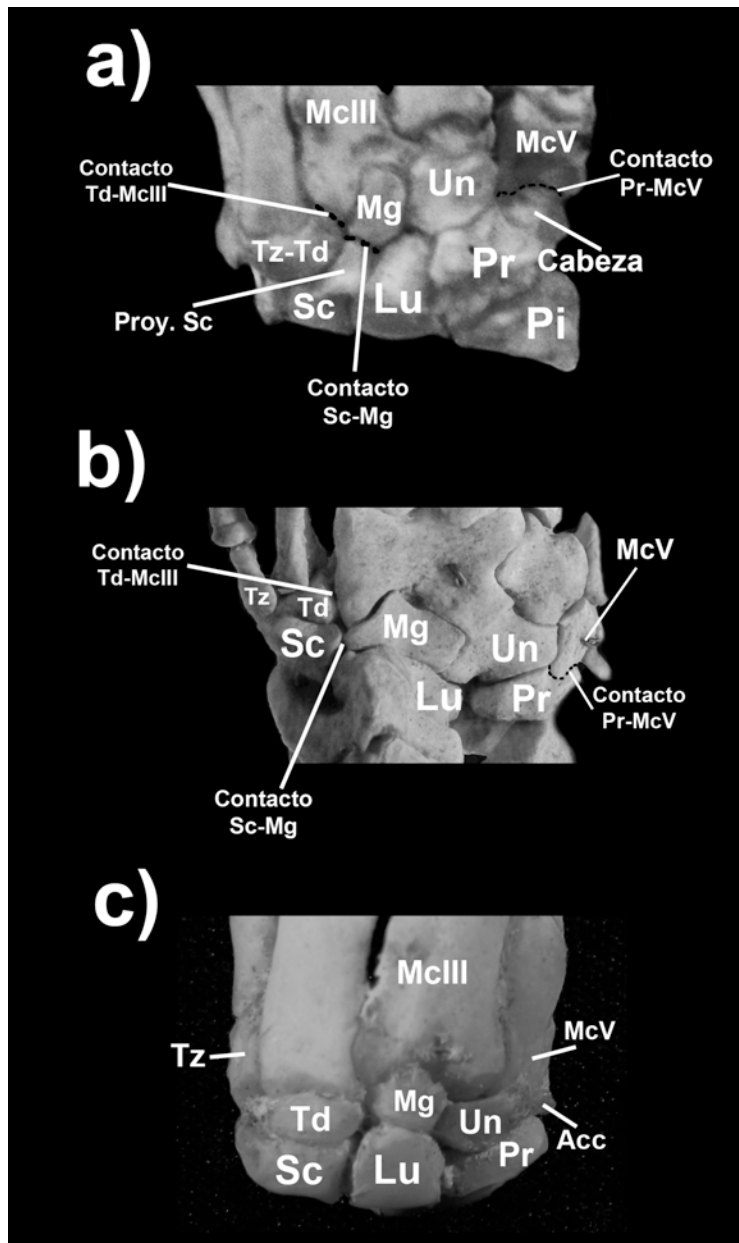 a)
McIII
McV
Contacto
Td-McIII
Contacto
Pr-McV
Un
Mg
Tz-Td
Pr
Cabeza
Proy. Sc
Sc
Lu
Pi
Contacto
Sc-Mg
b)
Contacto
Td-McIII
McV
Tz
Td
Sc
Mg
Un
Lu
Pr
Contacto
Pr-McV
Contacto
Sc-Mg
c)
McIII
McV
Tz
Td
Mg
Un
Acc
Sc
Lu
Pr